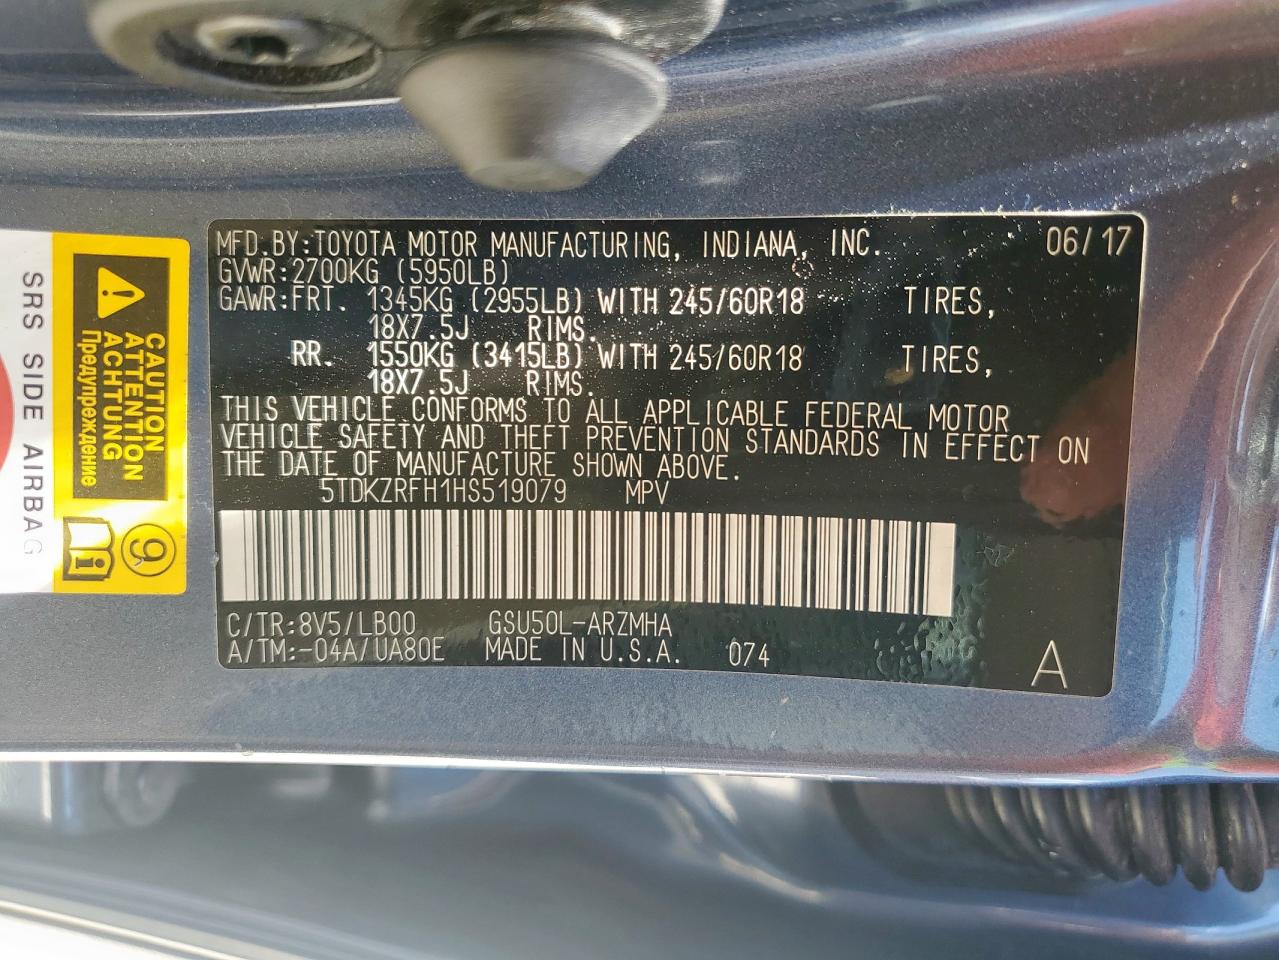 MFD.BY:TOYOTA MOTOR MANUFACTURING, INDIANA, INC. 06/17
GVWR:2700KG (5950LB)
GAWR:FRT. 1345KG (2955LB) WITH 245/60R18 TIRES,
18X7.5J RIMS.
RR. 1550KG (3415LB) WITH 245/60R18 TIRES,
18X7.5J RIMS.
THIS VEHICLE CONFORMS TO ALL APPLICABLE FEDERAL MOTOR
VEHICLE SAFETY AND THEFT PREVENTION STANDARDS IN EFFECT ON
THE DATE OF MANUFACTURE SHOWN ABOVE.
5TDKZRFH1HS519079 MPV
C/TR:8V5/LB00 GSU50L-ARZMHA
A/TM:-04A/UA80E MADE IN U.S.A. 074
A
CAUTION
ATTENTION
ACHTUNG
Предупреждение
SRS SIDE AIRBAG